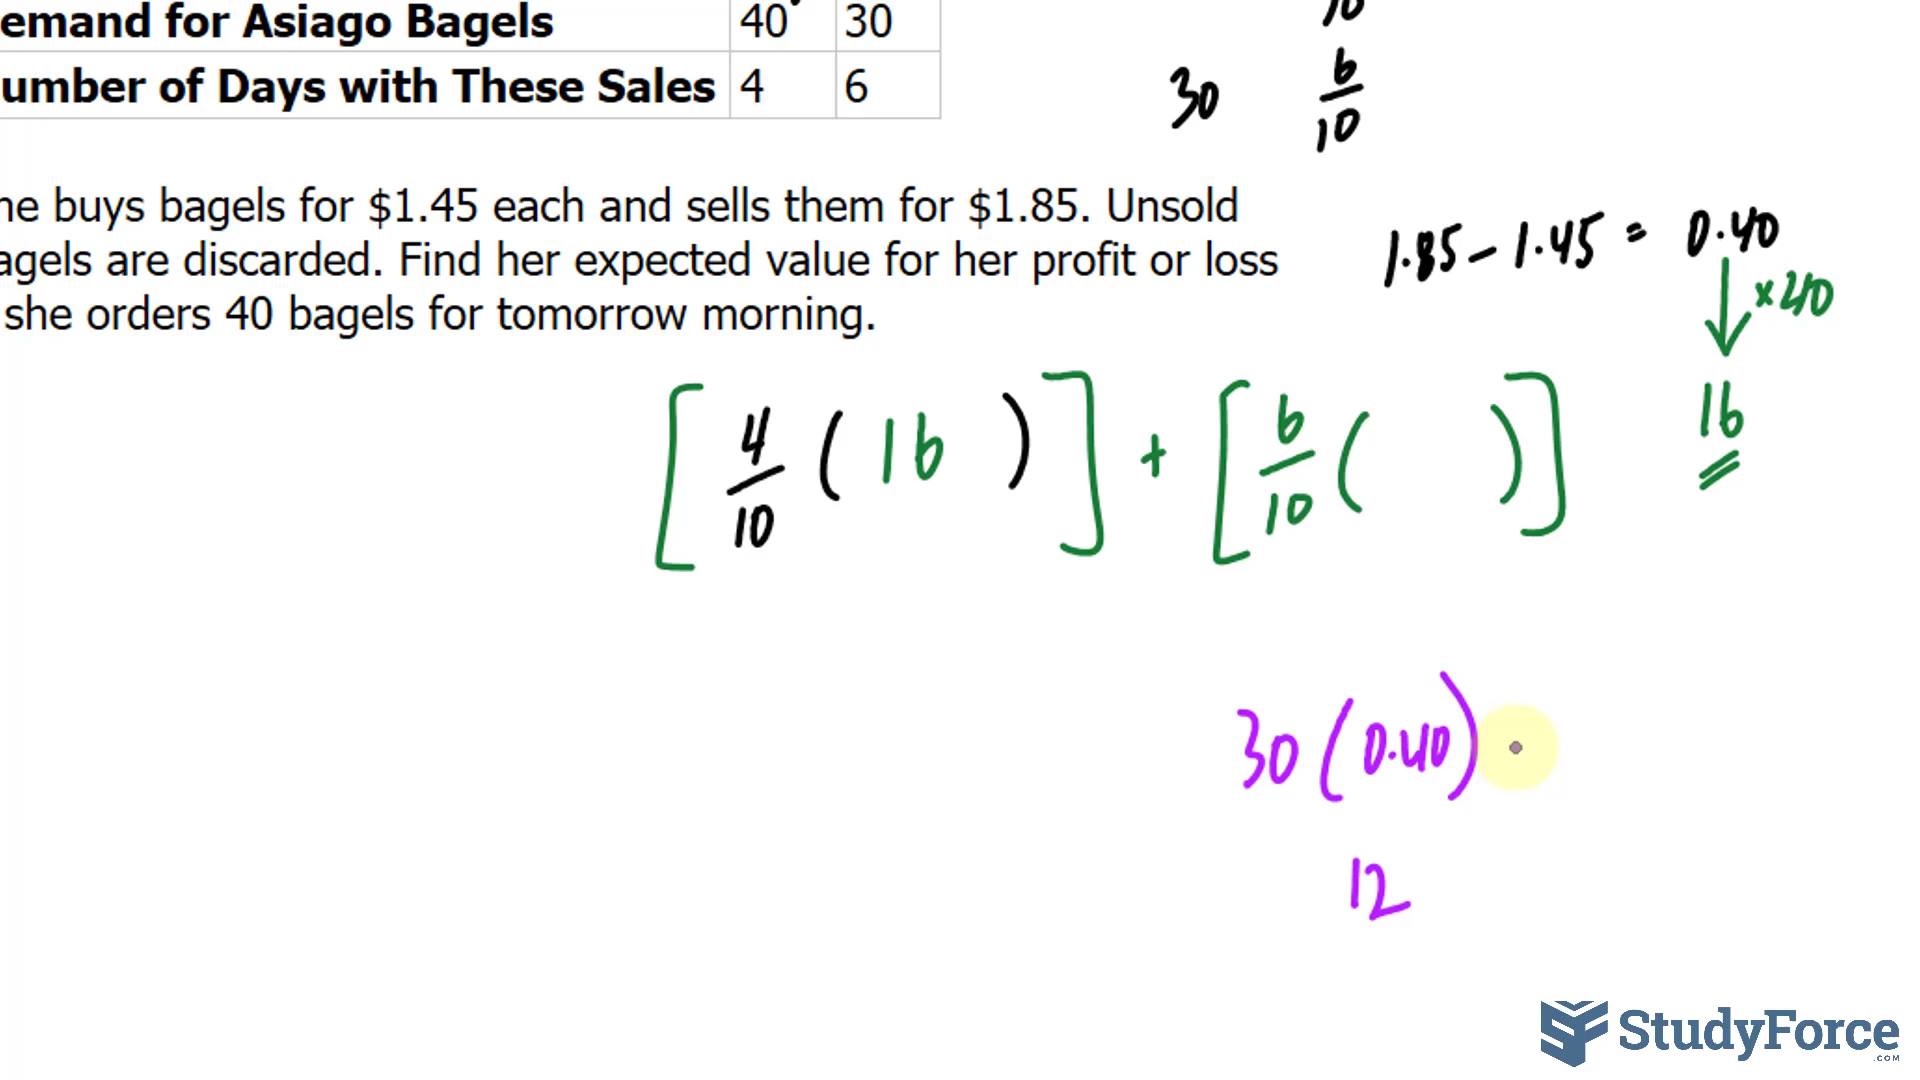 emand for Asiago Bagels 40 30
umber of Days with These Sales 4 6
10
30 6/10
he buys bagels for $1.45 each and sells them for $1.85. Unsold
agels are discarded. Find her expected value for her profit or loss
she orders 40 bagels for tomorrow morning.
1.85 - 1.45 = 0.40
×40
16
[ 4/10 ( 16 ) ] + [ 6/10 ( ) ]
30 ( 0.40 )
12
StudyForce
.COM